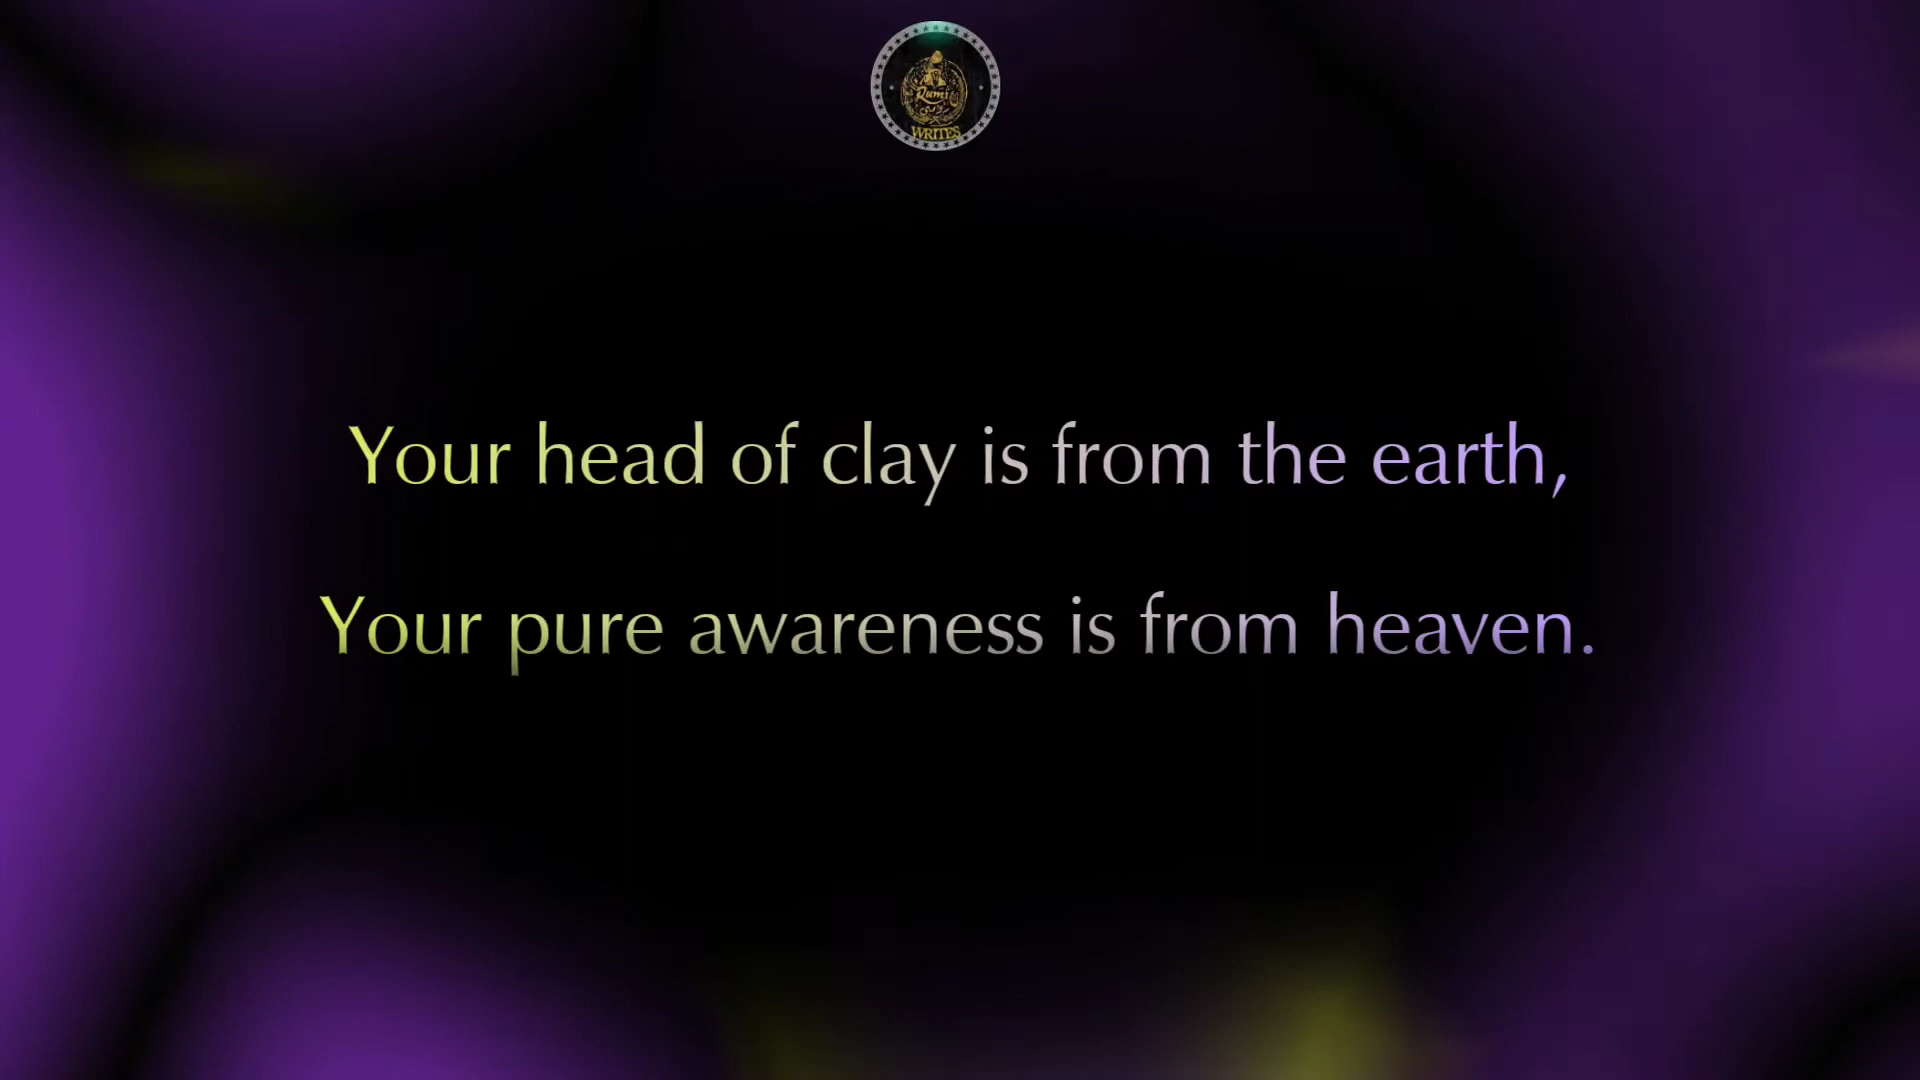 Rumi
WRITES
Your head of clay is from the earth,
Your pure awareness is from heaven.